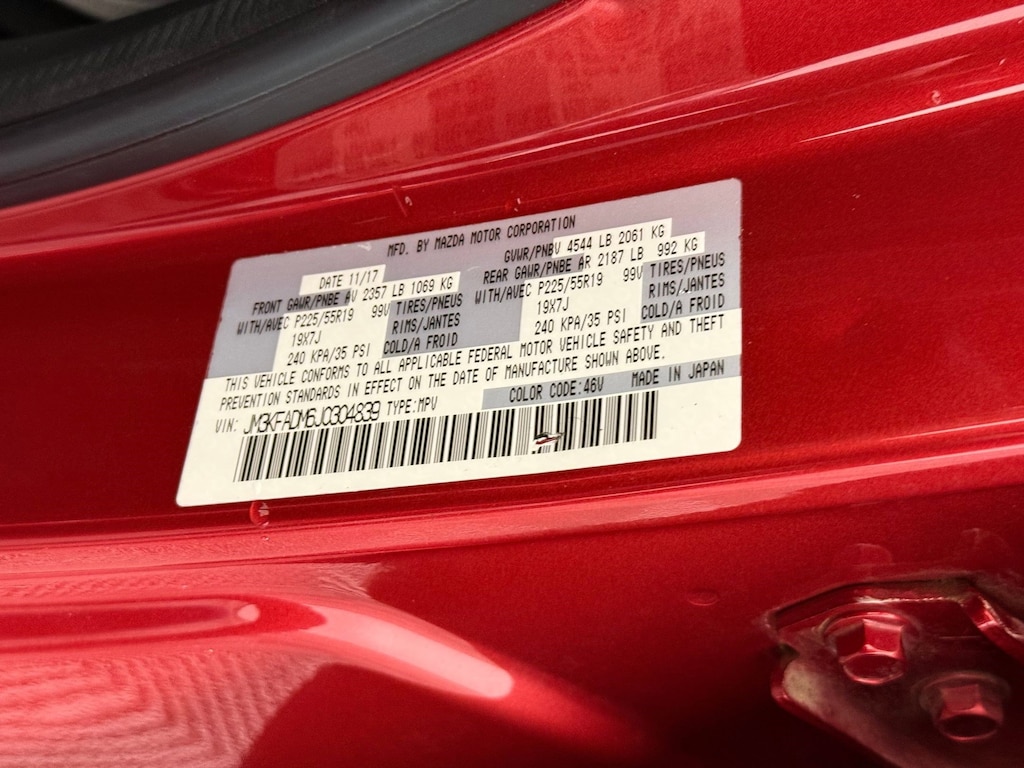 MFD. BY MAZDA MOTOR CORPORATION
DATE 11/17
GVWR/PNBV 4544 LB 2061 KG
FRONT GAWR/PNBE AV 2357 LB 1069 KG
REAR GAWR/PNBE AR 2187 LB 992 KG
WITH/AVEC P225/55R19 99V TIRES/PNEUS
WITH/AVEC P225/55R19 99V TIRES/PNEUS
19X7J RIMS/JANTES
19X7J RIMS/JANTES
240 KPA/35 PSI COLD/A FROID
240 KPA/35 PSI COLD/A FROID
THIS VEHICLE CONFORMS TO ALL APPLICABLE FEDERAL MOTOR VEHICLE SAFETY AND THEFT
PREVENTION STANDARDS IN EFFECT ON THE DATE OF MANUFACTURE SHOWN ABOVE.
COLOR CODE:46V MADE IN JAPAN
VIN: JM3KFADM6J0304839 TYPE:MPV